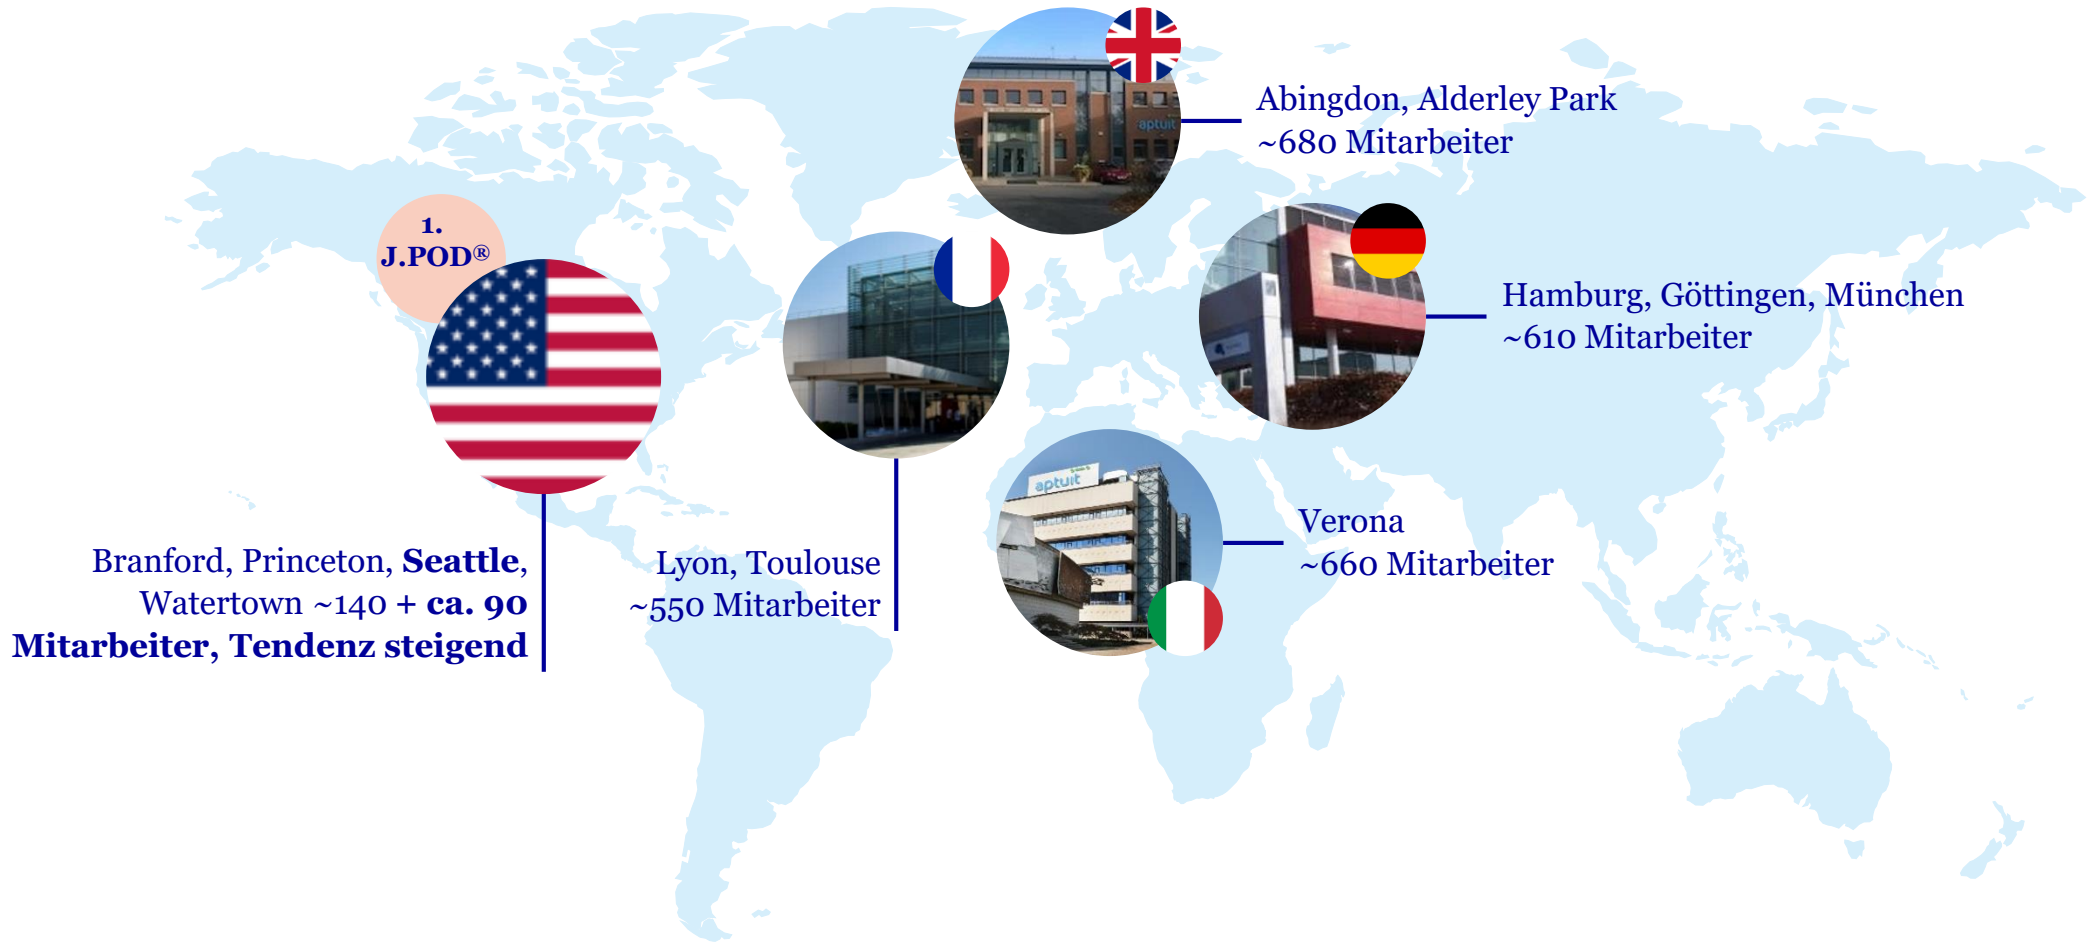 aptuit
Abingdon, Alderley Park
~680 Mitarbeiter
1.
J.POD®
Hamburg, Göttingen, München
~610 Mitarbeiter
aptuit
Verona
~660 Mitarbeiter
Branford, Princeton, Seattle,
Watertown ~140 + ca. 90
Mitarbeiter, Tendenz steigend
Lyon, Toulouse
~550 Mitarbeiter